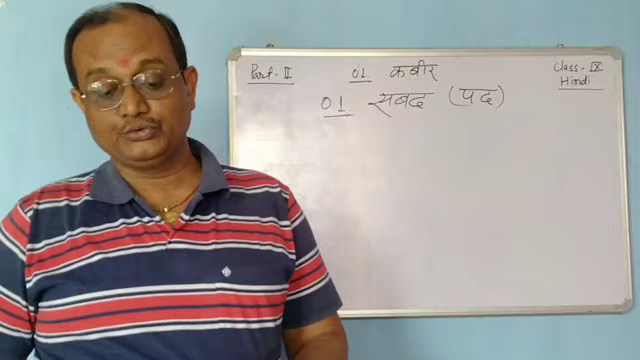 Part - II 01. कबीर Class - IX
Hindi
01. सबद (पद)